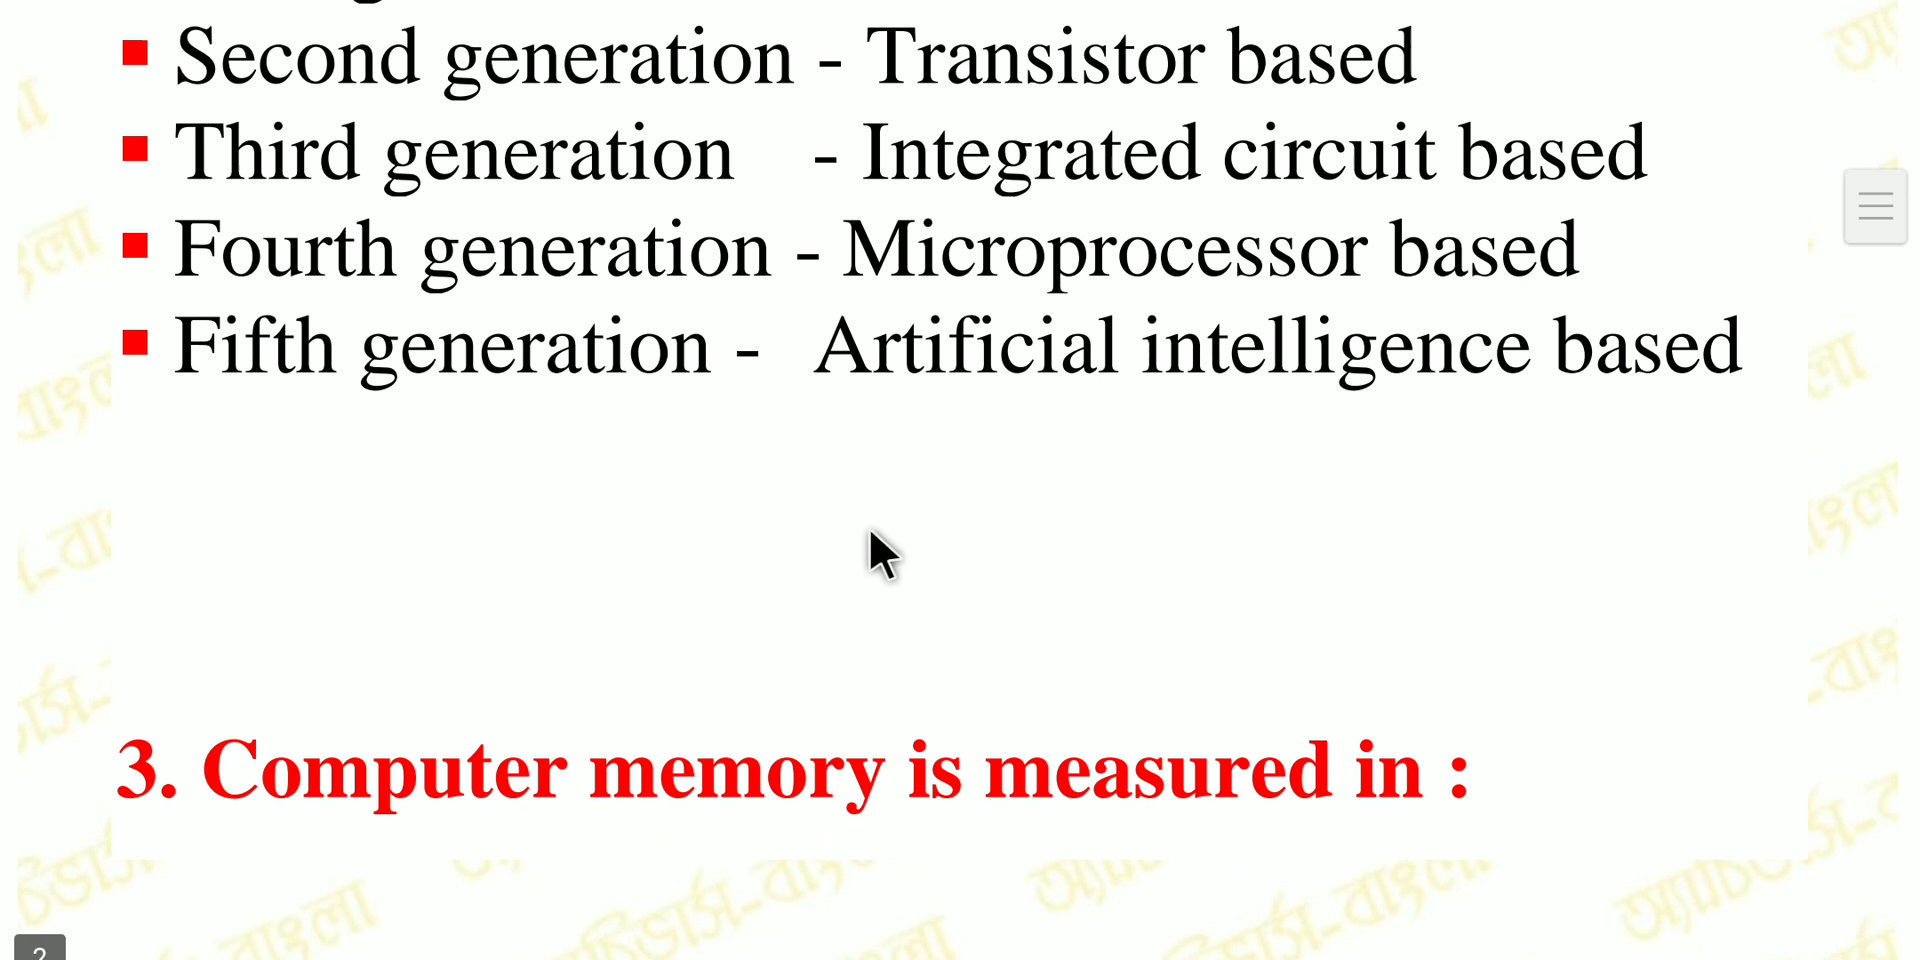 Second generation - Transistor based
Third generation - Integrated circuit based
Fourth generation - Microprocessor based
Fifth generation - Artificial intelligence based
3. Computer memory is measured in :
2